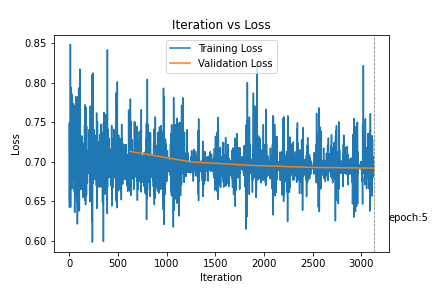 Iteration vs Loss
Training Loss
Validation Loss
0.85
0.80
0.75
0.70
0.65
0.60
Loss
epoch:5
0 500 1000 1500 2000 2500 3000
Iteration